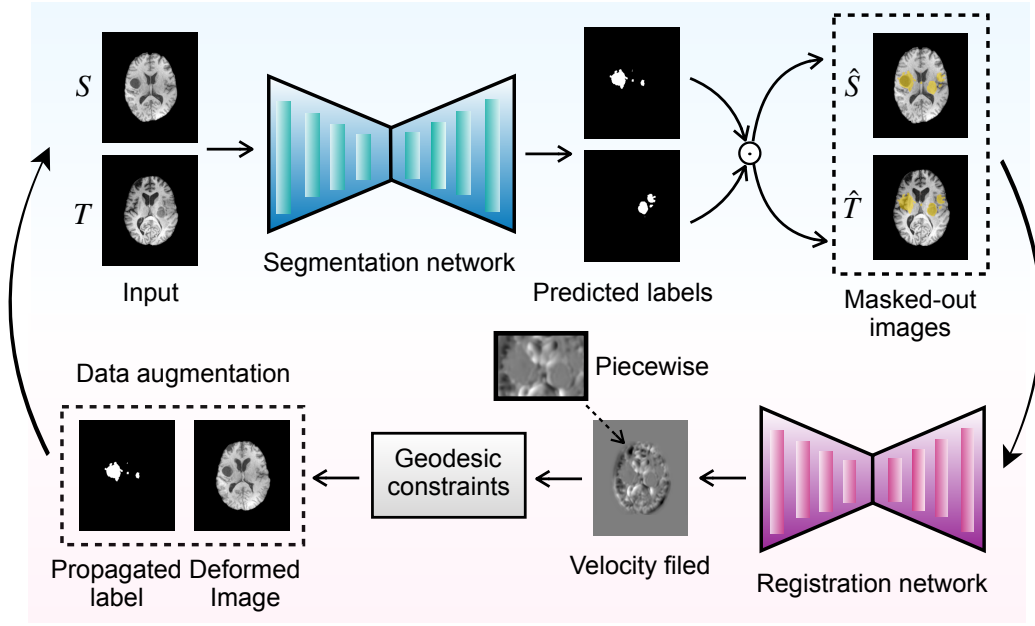 S
T
Input
Segmentation network
Predicted labels
Ŝ
T̂
Masked-out
images
Data augmentation
Piecewise
Geodesic
constraints
Propagated
label
Deformed
Image
Velocity filed
Registration network